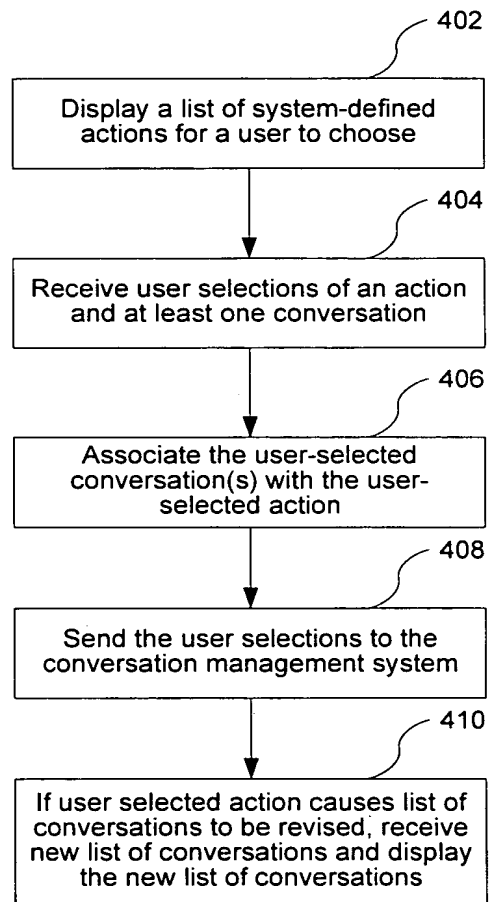 402
Display a list of system-defined
actions for a user to choose
404
Receive user selections of an action
and at least one conversation
406
Associate the user-selected
conversation(s) with the user-
selected action
408
Send the user selections to the
conversation management system
410
If user selected action causes list of
conversations to be revised, receive
new list of conversations and display
the new list of conversations